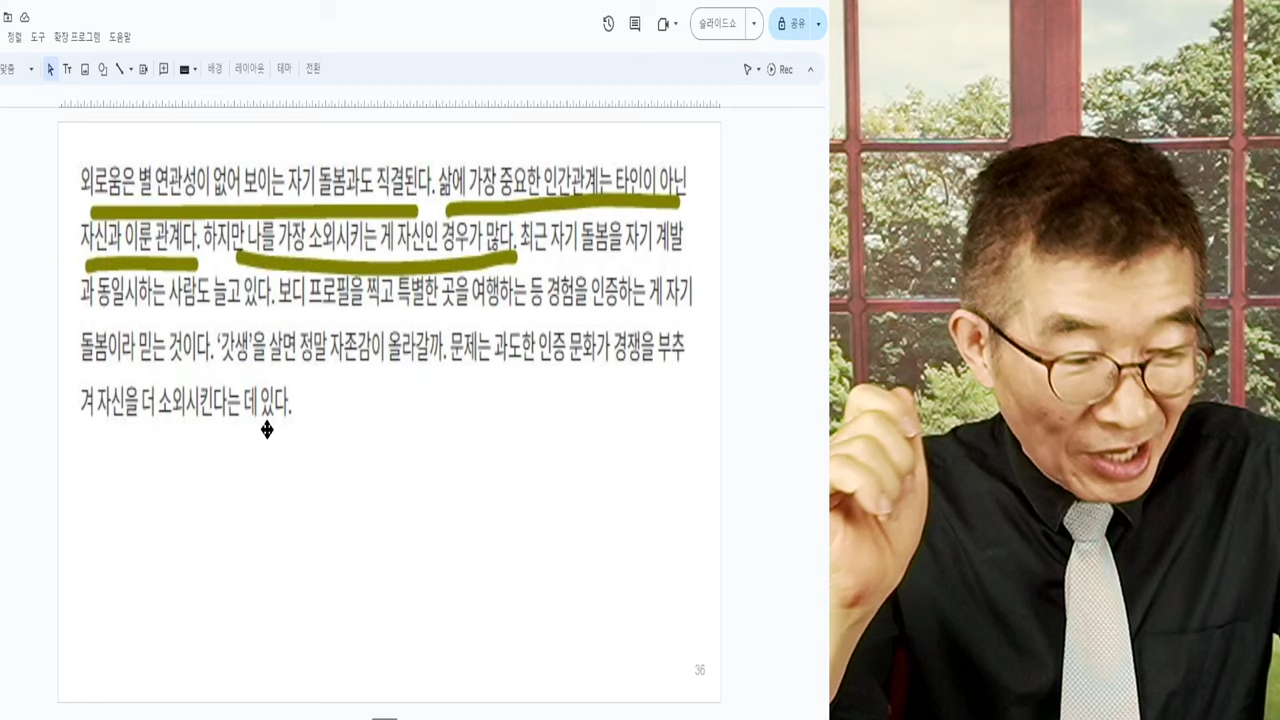 정렬 도구 확장 프로그램 도움말
슬라이드쇼 공유
맞춤 배경 레이아웃 테마 전환 Rec
외로움은 별 연관성이 없어 보이는 자기 돌봄과도 직결된다. 삶에 가장 중요한 인간관계는 타인이 아닌
자신과 이룬 관계다. 하지만 나를 가장 소외시키는 게 자신인 경우가 많다. 최근 자기 돌봄을 자기 계발
과 동일시하는 사람도 늘고 있다. 보디 프로필을 찍고 특별한 곳을 여행하는 등 경험을 인증하는 게 자기
돌봄이라 믿는 것이다. ‘갓생’을 살면 정말 자존감이 올라갈까. 문제는 과도한 인증 문화가 경쟁을 부추
겨 자신을 더 소외시킨다는 데 있다.
36